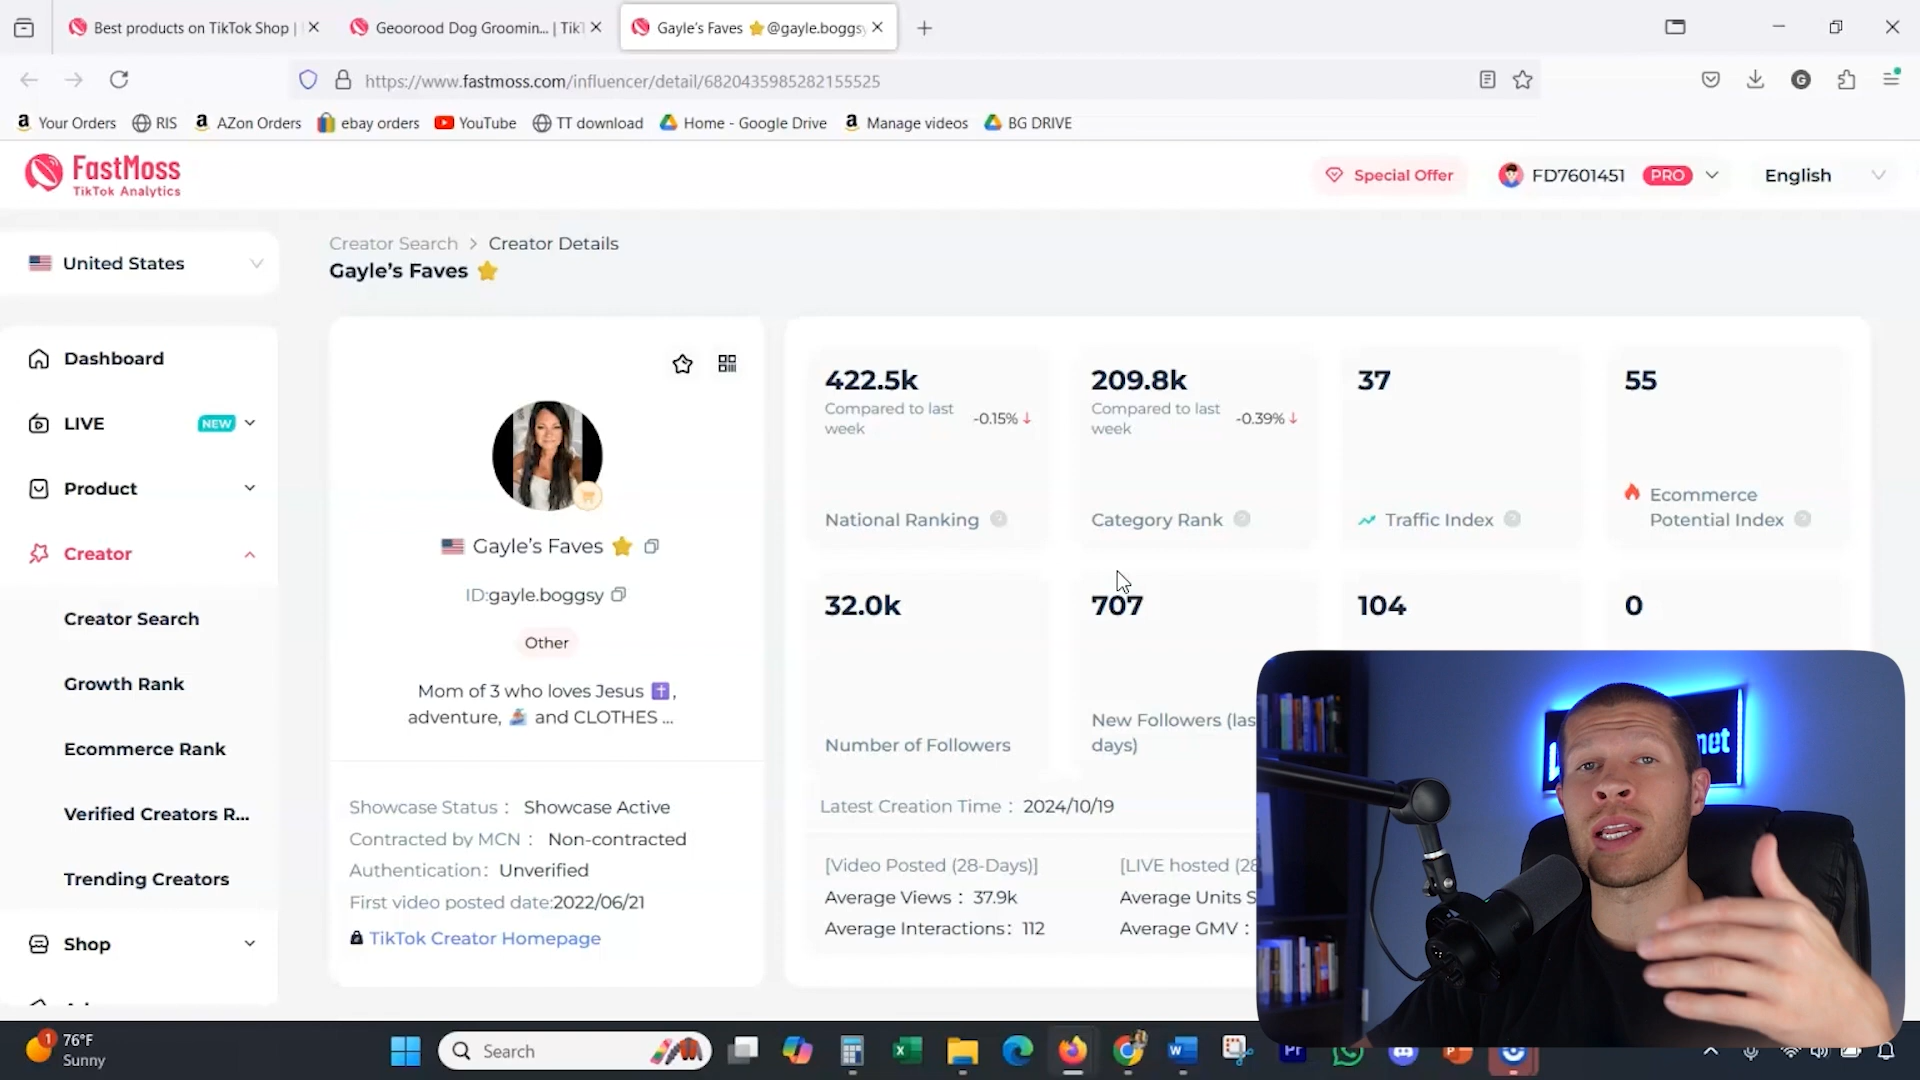 Best products on TikTok Shop |
Geoorood Dog Groomin... | Tik
Gayle's Faves ⭐@gayle.boggsy
https://www.fastmoss.com/influencer/detail/6820435985282155525
Your Orders
RIS
AZon Orders
ebay orders
YouTube
TT download
Home - Google Drive
Manage videos
BG DRIVE
FastMoss
TikTok Analytics
Special Offer
FD7601451
PRO
English
United States
Creator Search > Creator Details
Gayle's Faves ⭐
Dashboard
LIVE
NEW
Product
Creator
Creator Search
Growth Rank
Ecommerce Rank
Verified Creators R...
Trending Creators
Shop
Gayle's Faves ⭐
ID:gayle.boggsy
Other
Mom of 3 who loves Jesus ✝️,
adventure, 🚣 and CLOTHES ...
Showcase Status : Showcase Active
Contracted by MCN : Non-contracted
Authentication: Unverified
First video posted date:2022/06/21
TikTok Creator Homepage
422.5k
Compared to last
week
-0.15% ↓
National Ranking
209.8k
Compared to last
week
-0.39% ↓
Category Rank
37
Traffic Index
55
Ecommerce
Potential Index
32.0k
Number of Followers
707
New Followers (las
days)
104
0
Latest Creation Time : 2024/10/19
[Video Posted (28-Days)]
Average Views : 37.9k
Average Interactions: 112
[LIVE hosted (28
Average Units S
Average GMV :
net
1
76°F
Sunny
Search